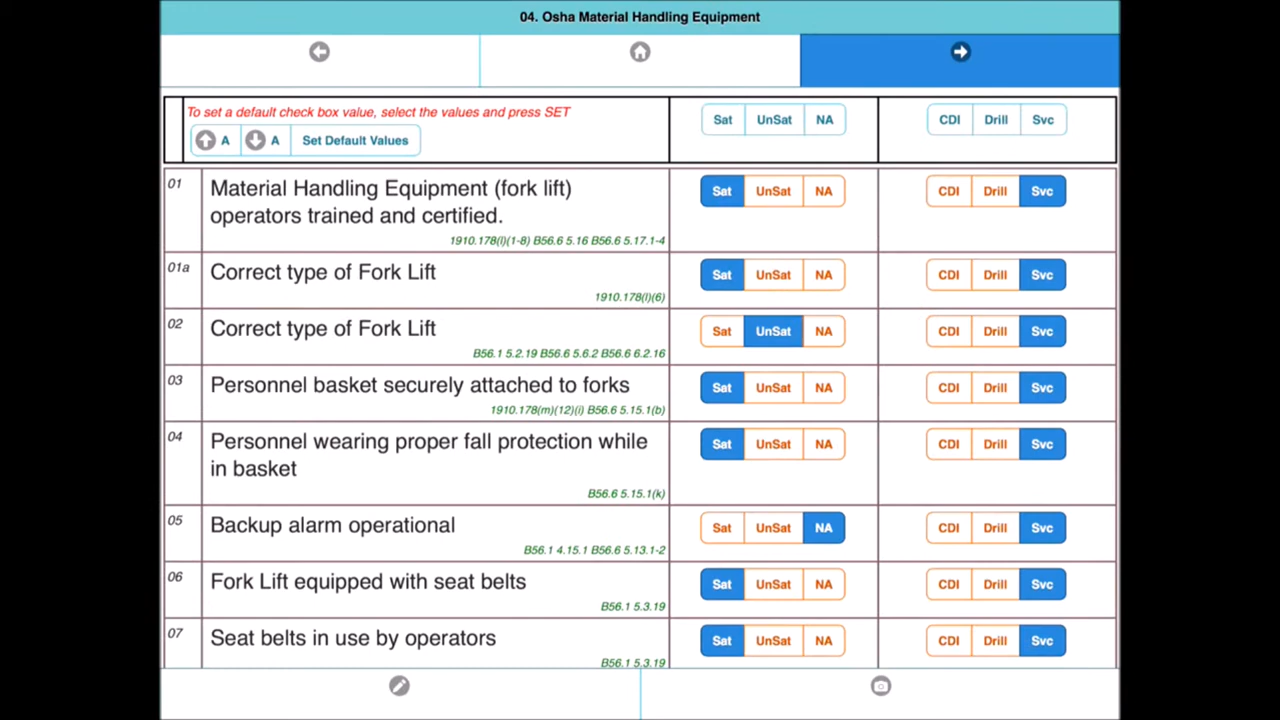 04. Osha Material Handling Equipment
To set a default check box value, select the values and press SET
A A Set Default Values
Sat UnSat NA
CDI Drill Svc
01 Material Handling Equipment (fork lift)
operators trained and certified.
1910.178(l)(1-8) B56.6 5.16 B56.6 5.17.1-4
Sat UnSat NA
CDI Drill Svc
01a Correct type of Fork Lift
1910.178(l)(6)
Sat UnSat NA
CDI Drill Svc
02 Correct type of Fork Lift
B56.1 5.2.19 B56.6 5.6.2 B56.6 6.2.16
Sat UnSat NA
CDI Drill Svc
03 Personnel basket securely attached to forks
1910.178(m)(12)(i) B56.6 5.15.1(b)
Sat UnSat NA
CDI Drill Svc
04 Personnel wearing proper fall protection while
in basket
B56.6 5.15.1(k)
Sat UnSat NA
CDI Drill Svc
05 Backup alarm operational
B56.1 4.15.1 B56.6 5.13.1-2
Sat UnSat NA
CDI Drill Svc
06 Fork Lift equipped with seat belts
B56.1 5.3.19
Sat UnSat NA
CDI Drill Svc
07 Seat belts in use by operators
B56.1 5.3.19
Sat UnSat NA
CDI Drill Svc